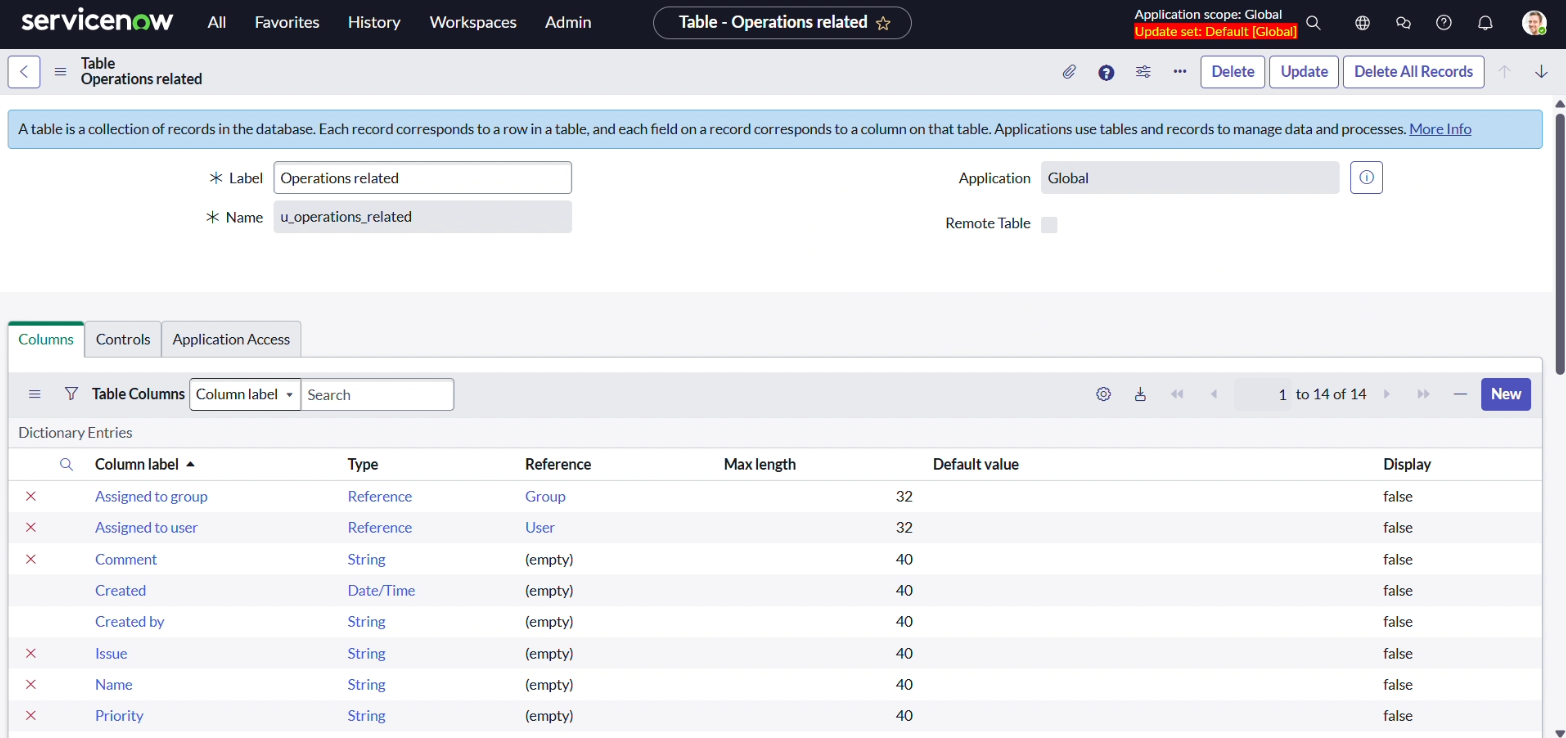 servicenow All Favorites History Workspaces Admin Table - Operations related Application scope: Global
Update set: Default [Global]
Table
Operations related Delete Update Delete All Records
A table is a collection of records in the database. Each record corresponds to a row in a table, and each field on a record corresponds to a column on that table. Applications use tables and records to manage data and processes. More Info
Label Operations related Application Global
Name u_operations_related Remote Table
Columns Controls Application Access
Table Columns Column label Search 1 to 14 of 14 New
Dictionary Entries
Column label Type Reference Max length Default value Display
Assigned to group Reference Group 32 false
Assigned to user Reference User 32 false
Comment String (empty) 40 false
Created Date/Time (empty) 40 false
Created by String (empty) 40 false
Issue String (empty) 40 false
Name String (empty) 40 false
Priority String (empty) 40 false